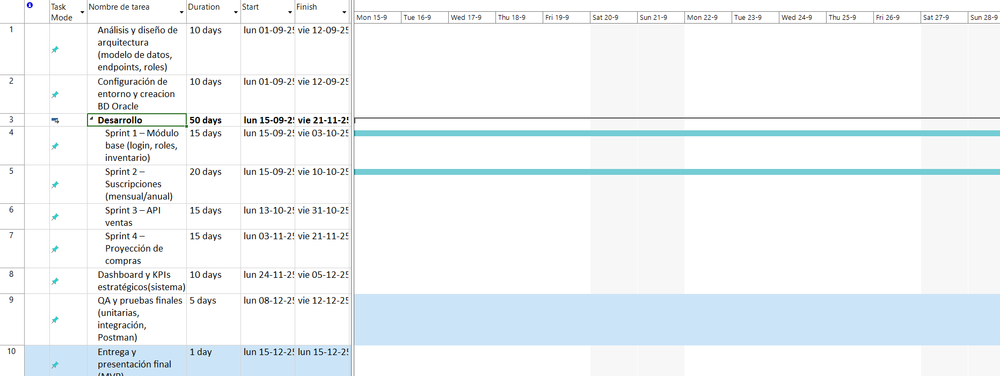 Task Mode Nombre de tarea Duration Start Finish
Mon 15-9 Tue 16-9 Wed 17-9 Thu 18-9 Fri 19-9 Sat 20-9 Sun 21-9 Mon 22-9 Tue 23-9 Wed 24-9 Thu 25-9 Fri 26-9 Sat 27-9 Sun 28-9
1 Análisis y diseño de 10 days lun 01-09-25 vie 12-09-25
arquitectura
(modelo de datos,
endpoints, roles)
2 Configuración de 10 days lun 01-09-25 vie 12-09-25
entorno y creacion
BD Oracle
3 Desarrollo 50 days lun 15-09-25 vie 21-11-25
4 Sprint 1 – Módulo 15 days lun 15-09-25 vie 03-10-25
base (login, roles,
inventario)
5 Sprint 2 – 20 days lun 15-09-25 vie 10-10-25
Suscripciones
(mensual/anual)
6 Sprint 3 – API 15 days lun 13-10-25 vie 31-10-25
ventas
7 Sprint 4 – 15 days lun 03-11-25 vie 21-11-25
Proyección de
compras
8 Dashboard y KPIs 10 days lun 24-11-25 vie 05-12-25
estratégicos(sistema)
9 QA y pruebas finales 5 days lun 08-12-25 vie 12-12-25
(unitarias,
integración,
Postman)
10 Entrega y 1 day lun 15-12-25 lun 15-12-25
presentación final
(MVP)